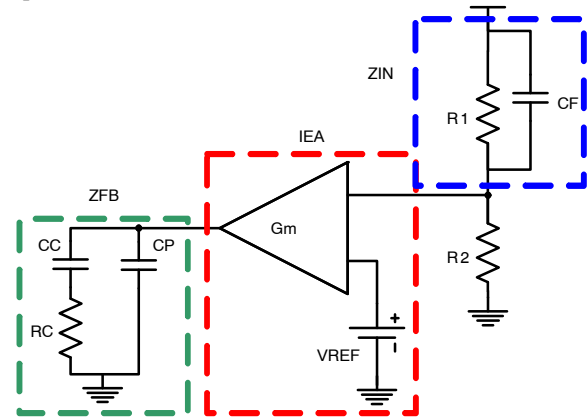 ZIN
CF
R1
IEA
ZFB
Gm
CC
CP
R2
RC
VREF
+
-